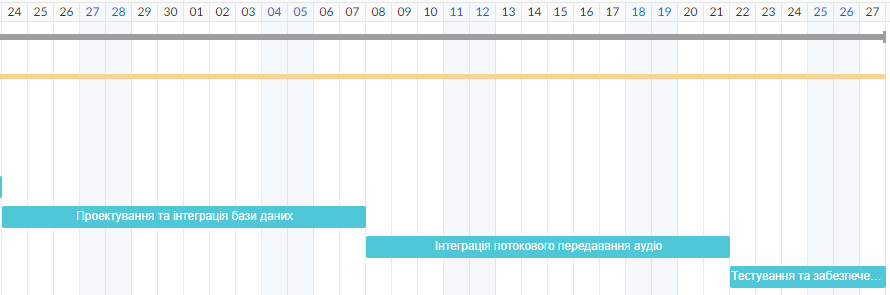 24 25 26 27 28 29 30 01 02 03 04 05 06 07 08 09 10 11 12 13 14 15 16 17 18 19 20 21 22 23 24 25 26 27
Проектування та інтеграція бази даних
Інтеграція потокового передавання аудіо
Тестування та забезпече...